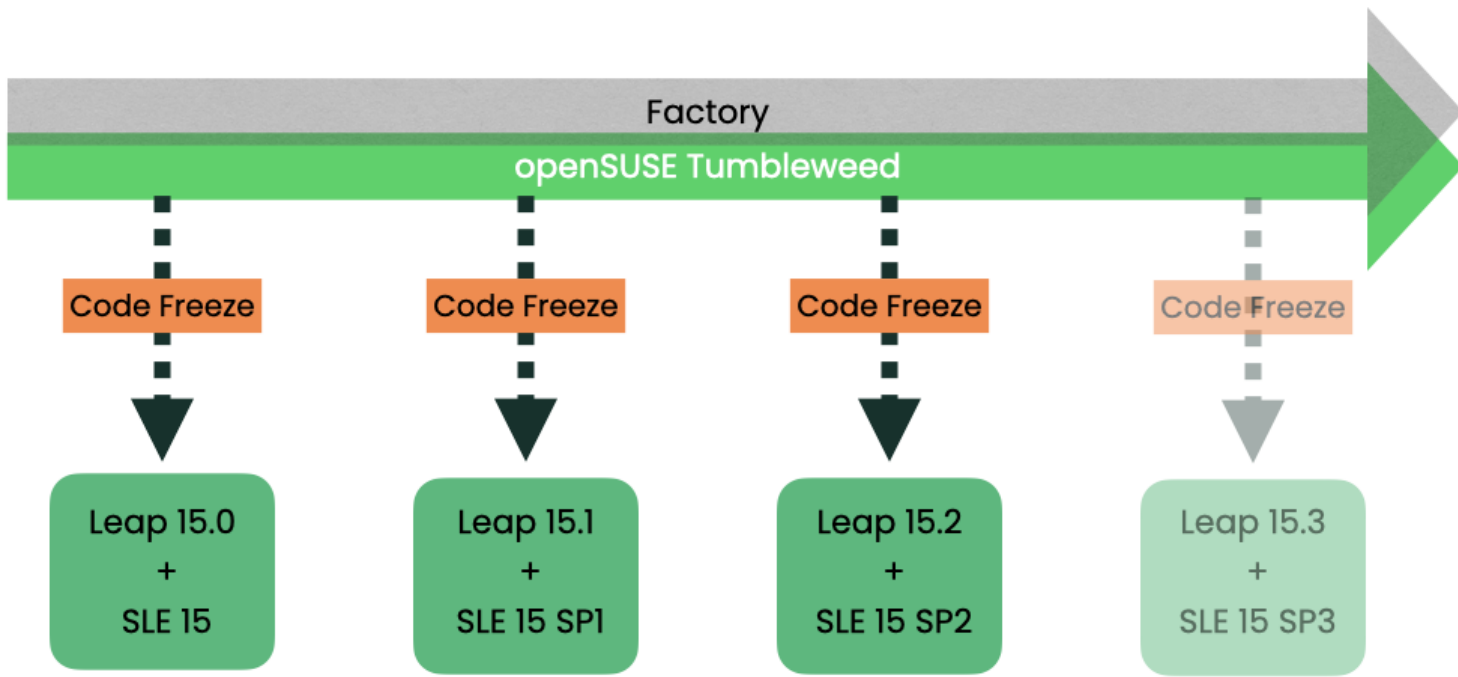 Factory
openSUSE Tumbleweed
Code Freeze
Code Freeze
Code Freeze
Code Freeze
Leap 15.0
+
SLE 15
Leap 15.1
+
SLE 15 SP1
Leap 15.2
+
SLE 15 SP2
Leap 15.3
+
SLE 15 SP3